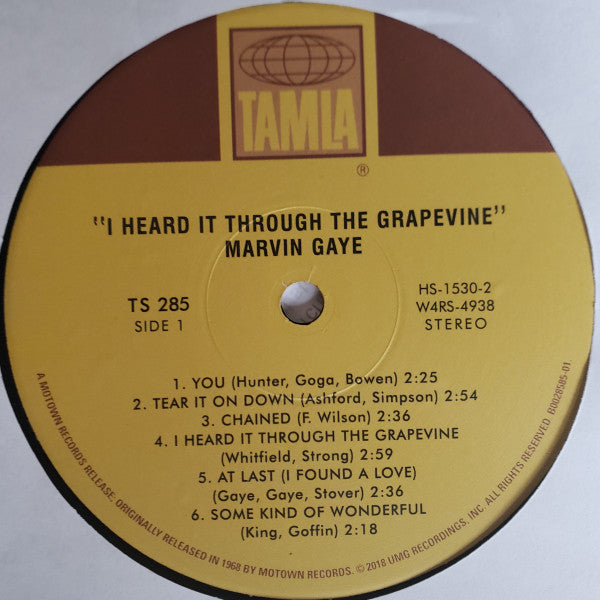 TAMLA
®
"I HEARD IT THROUGH THE GRAPEVINE"
MARVIN GAYE
TS 285
SIDE 1
HS-1530-2
W4RS-4938
STEREO
1. YOU (Hunter, Goga, Bowen) 2:25
2. TEAR IT ON DOWN (Ashford, Simpson) 2:54
3. CHAINED (F. Wilson) 2:36
4. I HEARD IT THROUGH THE GRAPEVINE
(Whitfield, Strong) 2:59
5. AT LAST (I FOUND A LOVE)
(Gaye, Gaye, Stover) 2:36
6. SOME KIND OF WONDERFUL
(King, Goffin) 2:18
A MOTOWN RECORDS RELEASE: ORIGINALLY RELEASED IN 1968 BY MOTOWN RECORDS. ©2018 UMG RECORDINGS, INC. ALL RIGHTS RESERVED. B0028585-01